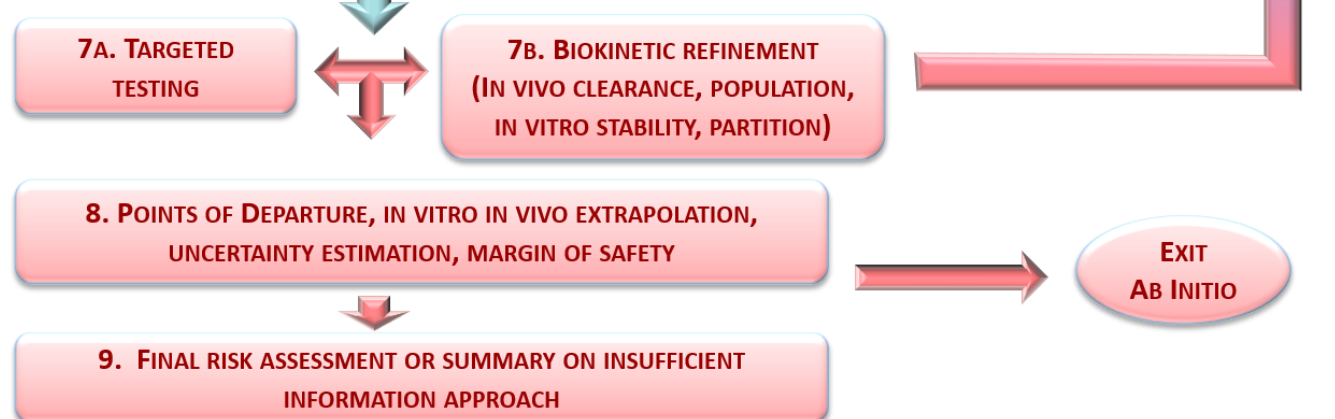 7A. TARGETED
TESTING
7B. BIOKINETIC REFINEMENT
(IN VIVO CLEARANCE, POPULATION,
IN VITRO STABILITY, PARTITION)
8. POINTS OF DEPARTURE, IN VITRO IN VIVO EXTRAPOLATION,
UNCERTAINTY ESTIMATION, MARGIN OF SAFETY
EXIT
AB INITIO
9. FINAL RISK ASSESSMENT OR SUMMARY ON INSUFFICIENT
INFORMATION APPROACH